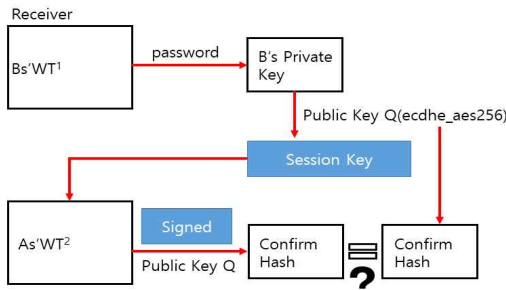 Receiver
Bs'WT1
password
B's Private
Key
Public Key Q(ecdhe_aes256)
Session Key
As'WT2
Signed
Public Key Q
Confirm
Hash
=
?
Confirm
Hash